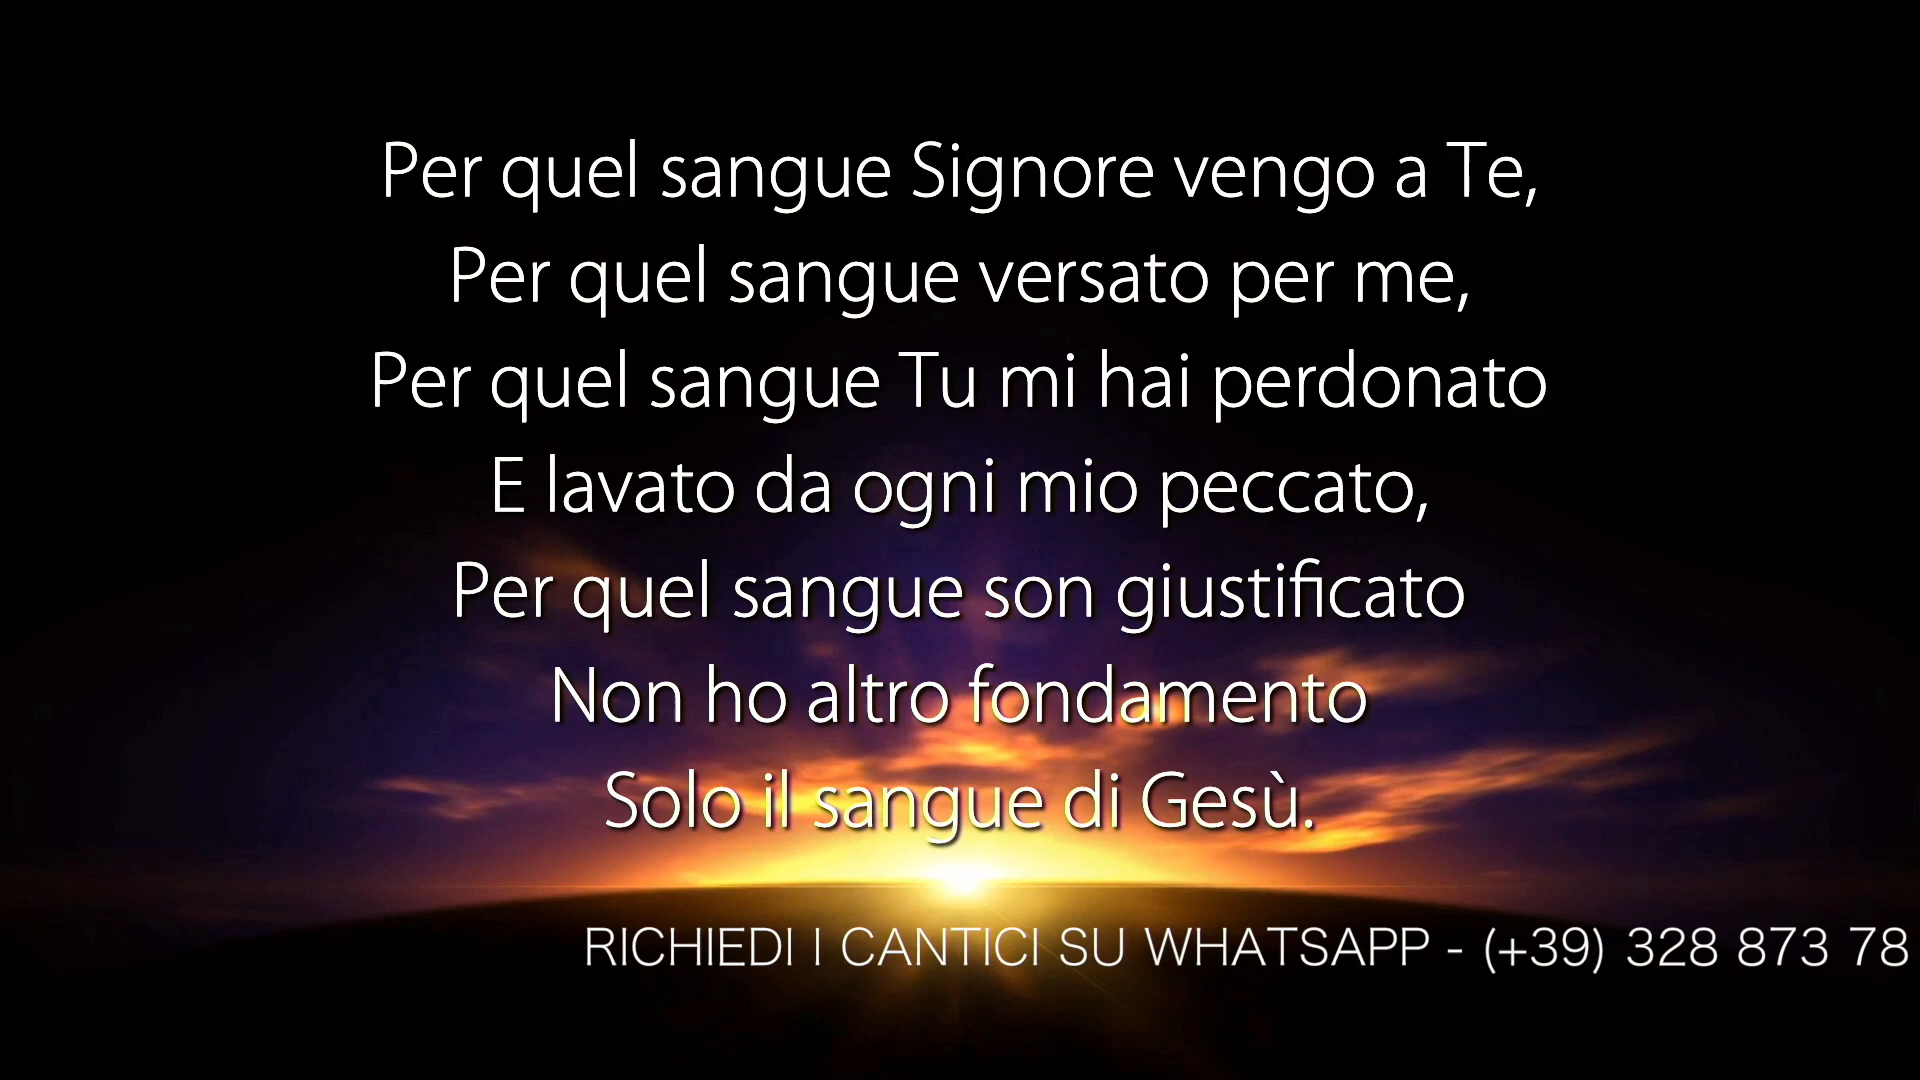 Per quel sangue Signore vengo a Te,
Per quel sangue versato per me,
Per quel sangue Tu mi hai perdonato
E lavato da ogni mio peccato,
Per quel sangue son giustificato
Non ho altro fondamento
Solo il sangue di Gesù.
RICHIEDI I CANTICI SU WHATSAPP - (+39) 328 873 78